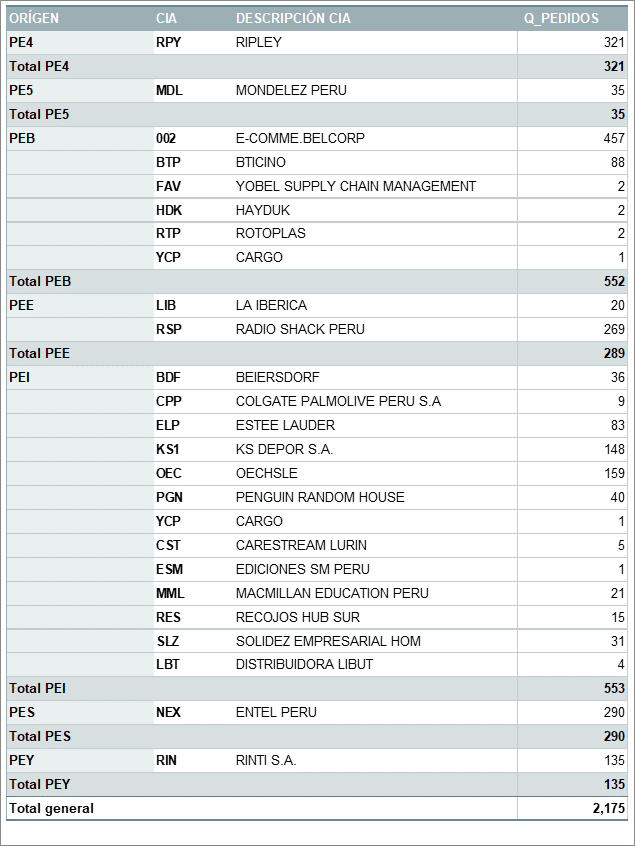 ORÍGEN CIA DESCRIPCIÓN CIA Q_PEDIDOS
PE4 RPY RIPLEY 321
Total PE4 321
PE5 MDL MONDELEZ PERU 35
Total PE5 35
PEB 002 E-COMME.BELCORP 457
BTP BTICINO 88
FAV YOBEL SUPPLY CHAIN MANAGEMENT 2
HDK HAYDUK 2
RTP ROTOPLAS 2
YCP CARGO 1
Total PEB 552
PEE LIB LA IBERICA 20
RSP RADIO SHACK PERU 269
Total PEE 289
PEI BDF BEIERSDORF 36
CPP COLGATE PALMOLIVE PERU S.A 9
ELP ESTEE LAUDER 83
KS1 KS DEPOR S.A. 148
OEC OECHSLE 159
PGN PENGUIN RANDOM HOUSE 40
YCP CARGO 1
CST CARESTREAM LURIN 5
ESM EDICIONES SM PERU 1
MML MACMILLAN EDUCATION PERU 21
RES RECOJOS HUB SUR 15
SLZ SOLIDEZ EMPRESARIAL HOM 31
LBT DISTRIBUIDORA LIBUT 4
Total PEI 553
PES NEX ENTEL PERU 290
Total PES 290
PEY RIN RINTI S.A. 135
Total PEY 135
Total general 2,175